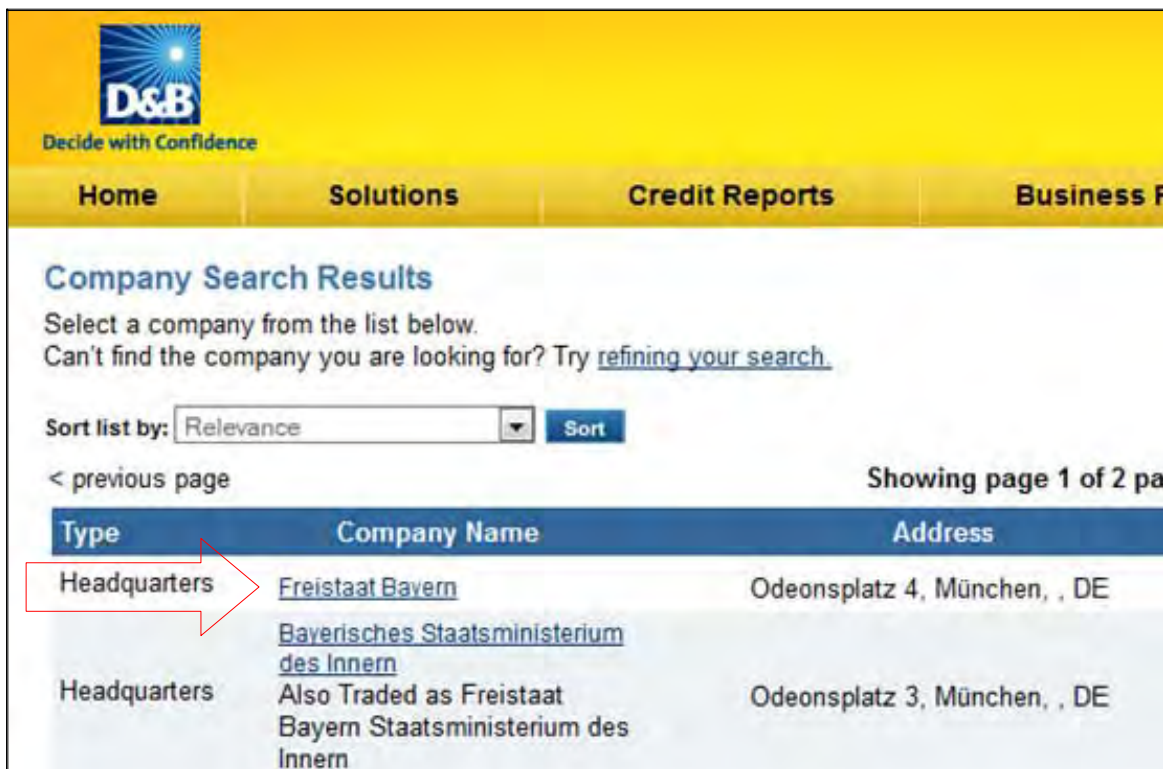 D&B
Decide with Confidence
Home Solutions Credit Reports Business F
Company Search Results
Select a company from the list below.
Can't find the company you are looking for? Try refining your search.
Sort list by: Relevance Sort
< previous page Showing page 1 of 2 pa
Type Company Name Address
Headquarters Freistaat Bayern Odeonsplatz 4, München, , DE
Bayerisches Staatsministerium
des Innern
Headquarters Also Traded as Freistaat Odeonsplatz 3, München, , DE
Bayern Staatsministerium des
Innern